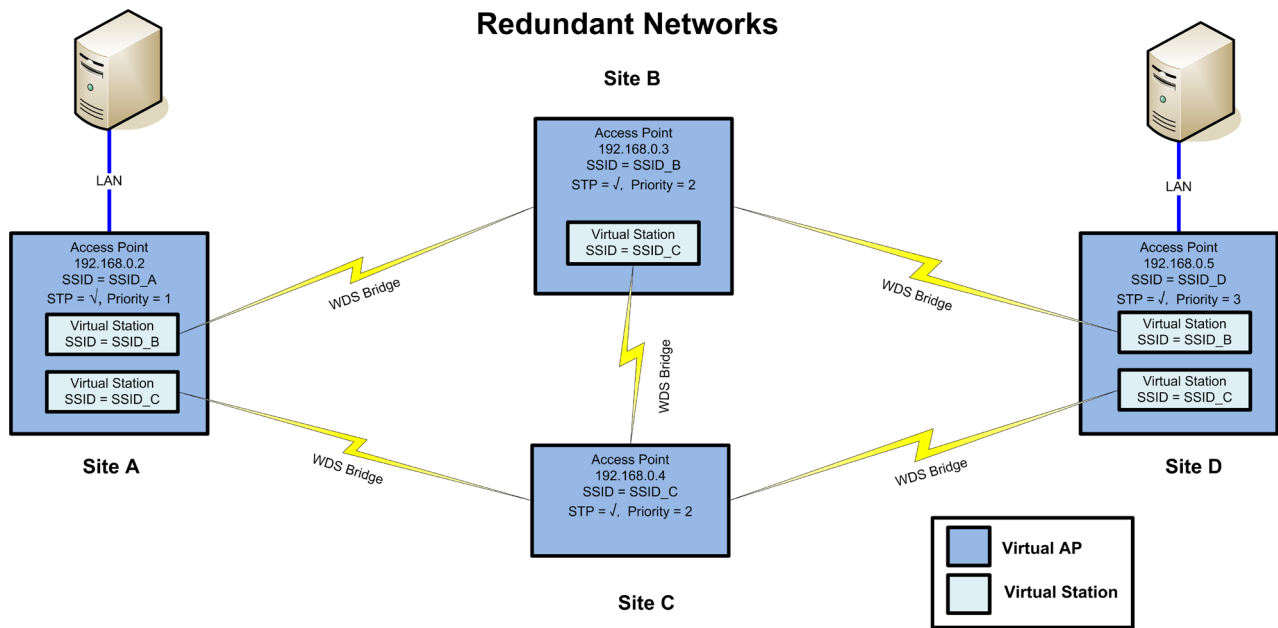 Redundant Networks
Site B
LAN
LAN
Access Point
192.168.0.3
SSID = SSID_B
STP = √, Priority = 2
Virtual Station
SSID = SSID_C
Access Point
192.168.0.2
SSID = SSID_A
STP = √, Priority = 1
Virtual Station
SSID = SSID_B
Virtual Station
SSID = SSID_C
Site A
Access Point
192.168.0.5
SSID = SSID_D
STP = √, Priority = 3
Virtual Station
SSID = SSID_B
Virtual Station
SSID = SSID_C
Site D
WDS Bridge
WDS Bridge
WDS Bridge
WDS Bridge
WDS Bridge
Access Point
192.168.0.4
SSID = SSID_C
STP = √, Priority = 2
Site C
Virtual AP
Virtual Station